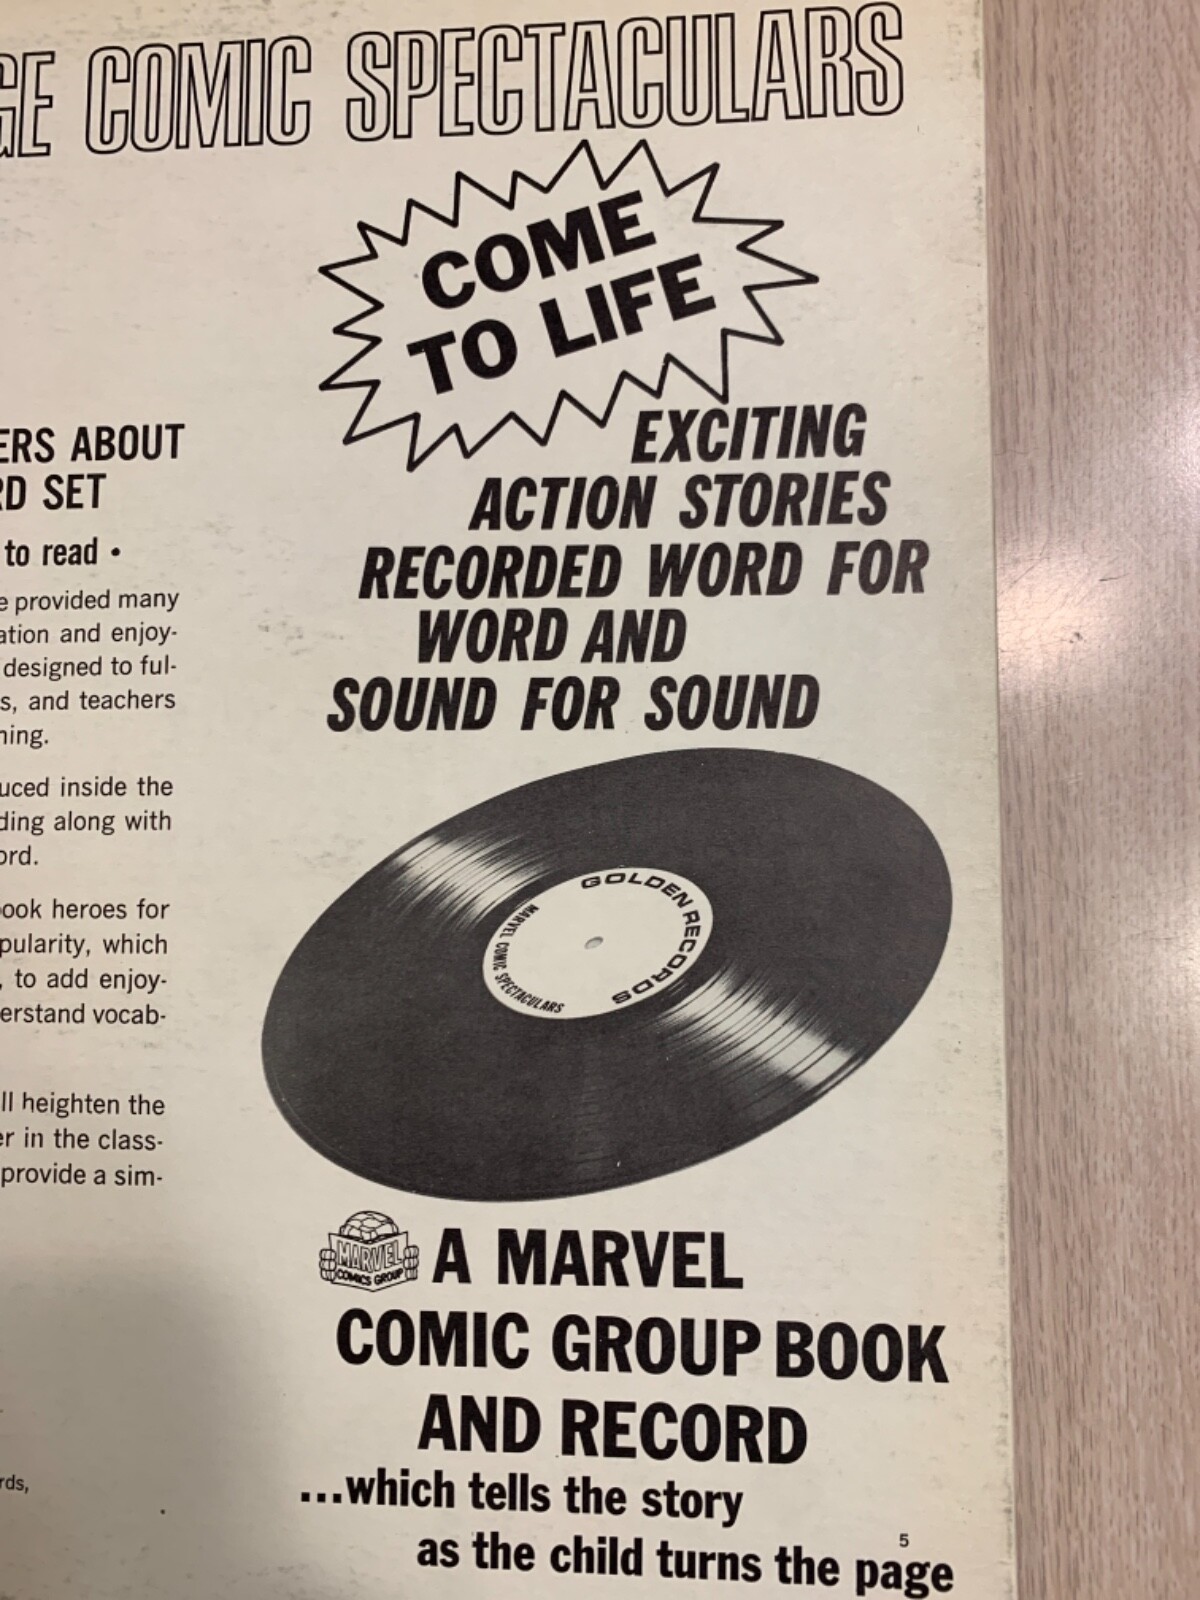 GE COMIC SPECTACULARS
COME
TO LIFE
ERS ABOUT
RD SET
to read •
e provided many
ation and enjoy-
designed to ful-
s, and teachers
ning.
uced inside the
ding along with
ord.
ook heroes for
pularity, which
, to add enjoy-
erstand vocab-
ll heighten the
er in the class-
provide a sim-
rds,
EXCITING
ACTION STORIES
RECORDED WORD FOR
WORD AND
SOUND FOR SOUND
GOLDEN RECORDS
MARVEL COMIC SPECTACULARS
MARVEL
COMICS GROUP
A MARVEL
COMIC GROUP BOOK
AND RECORD
...which tells the story
as the child turns the page
5